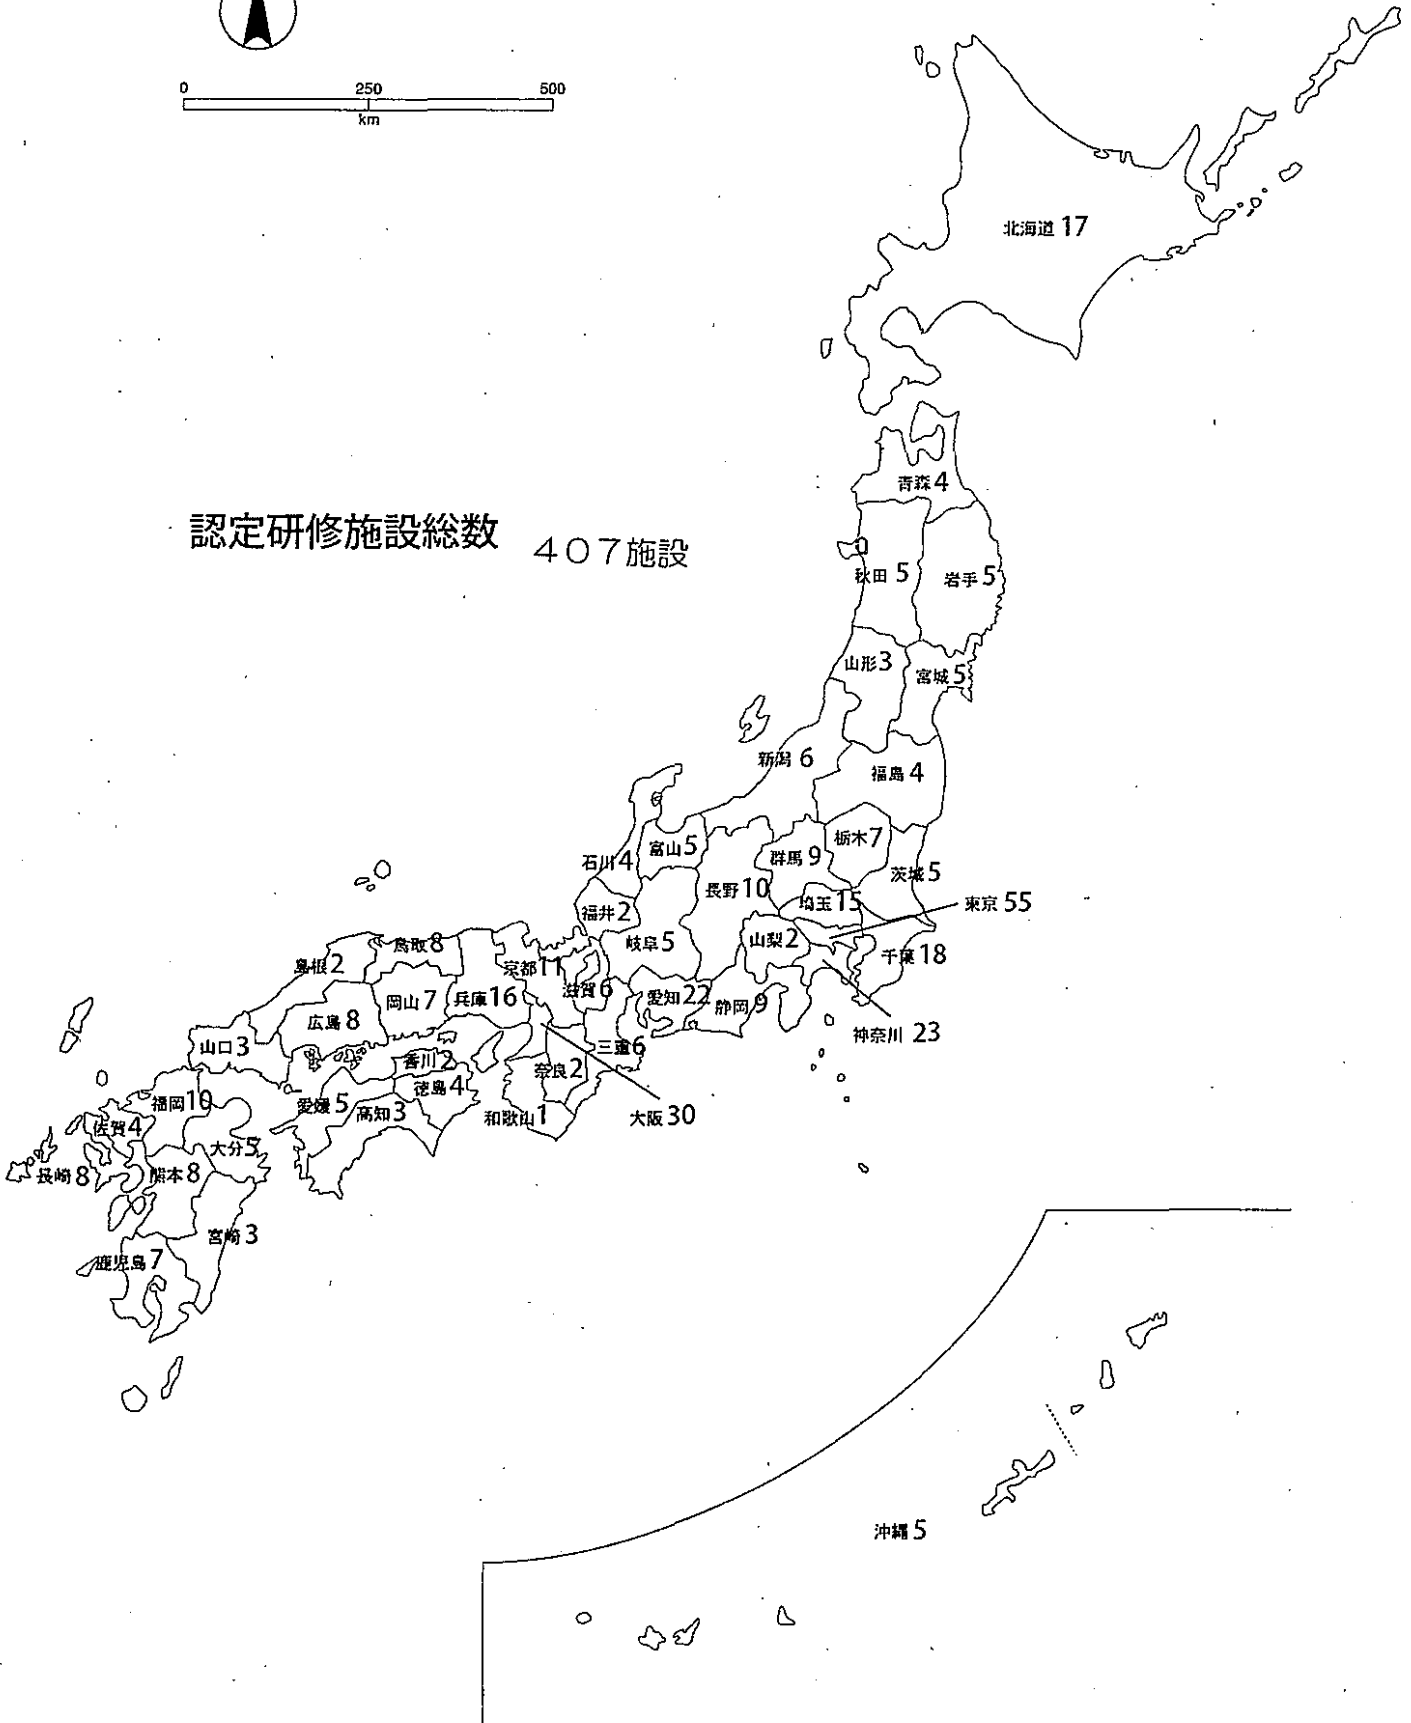 0 250 500
km
北海道 17
青森 4
認定研修施設総数 407施設
秋田 5
岩手 5
山形 3
宮城 5
新潟 6
福島 4
栃木 7
富山 5
群馬 9
石川 4
茨城 5
長野 10
埼玉 15
東京 55
福井 2
山梨 2
岐阜 5
鳥取 8
千葉 18
島根 2
京都 11
滋賀 6
愛知 22
岡山 7
兵庫 16
静岡 9
広島 8
神奈川 23
山口 3
三重 6
香川 2
奈良 2
徳島 4
福岡 10
愛媛 5
高知 3
和歌山 1
大阪 30
佐賀 4
大分 5
長崎 8
熊本 8
宮崎 3
鹿児島 7
沖縄 5